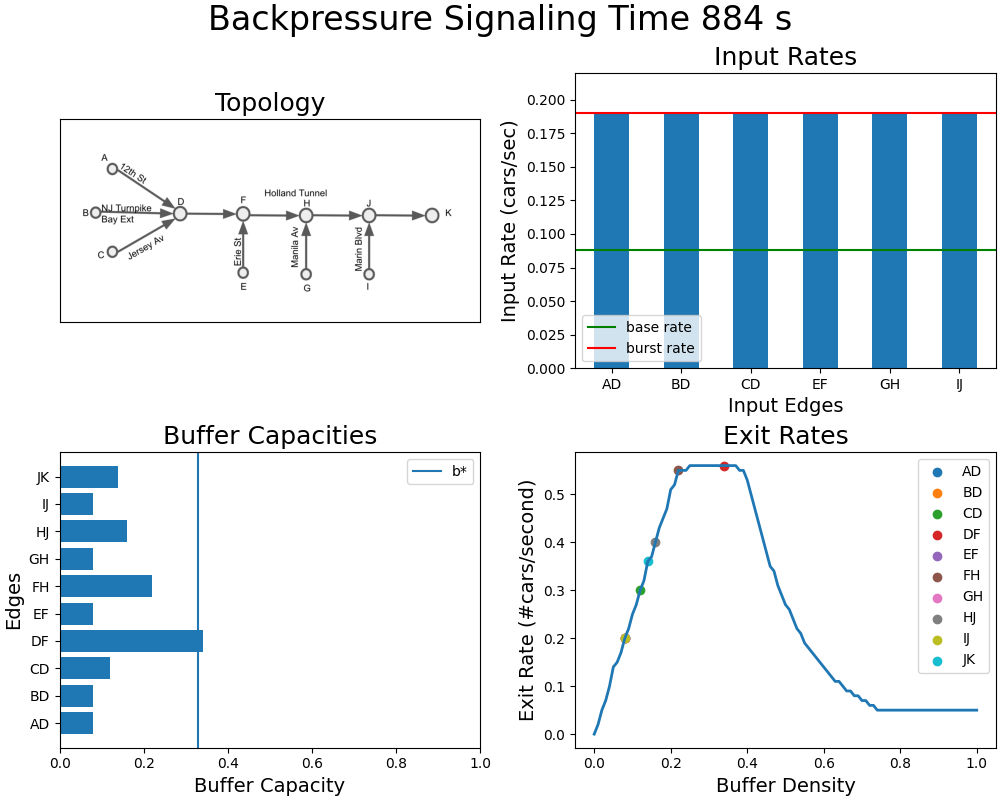 Backpressure Signaling Time 884 s
Topology
A
12th St
B
NJ Turnpike
Bay Ext
C
Jersey Av
D
F
Holland Tunnel
H
J
K
Erie St
Manila Av
Marin Blvd
E
G
I
Input Rates
Input Rate (cars/sec)
0.200
0.175
0.150
0.125
0.100
0.075
0.050
0.025
0.000
base rate
burst rate
AD BD CD EF GH IJ
Input Edges
Buffer Capacities
Edges
JK
IJ
HJ
GH
FH
EF
DF
CD
BD
AD
b*
0.0 0.2 0.4 0.6 0.8 1.0
Buffer Capacity
Exit Rates
Exit Rate (#cars/second)
0.5
0.4
0.3
0.2
0.1
0.0
AD
BD
CD
DF
EF
FH
GH
HJ
IJ
JK
0.0 0.2 0.4 0.6 0.8 1.0
Buffer Density